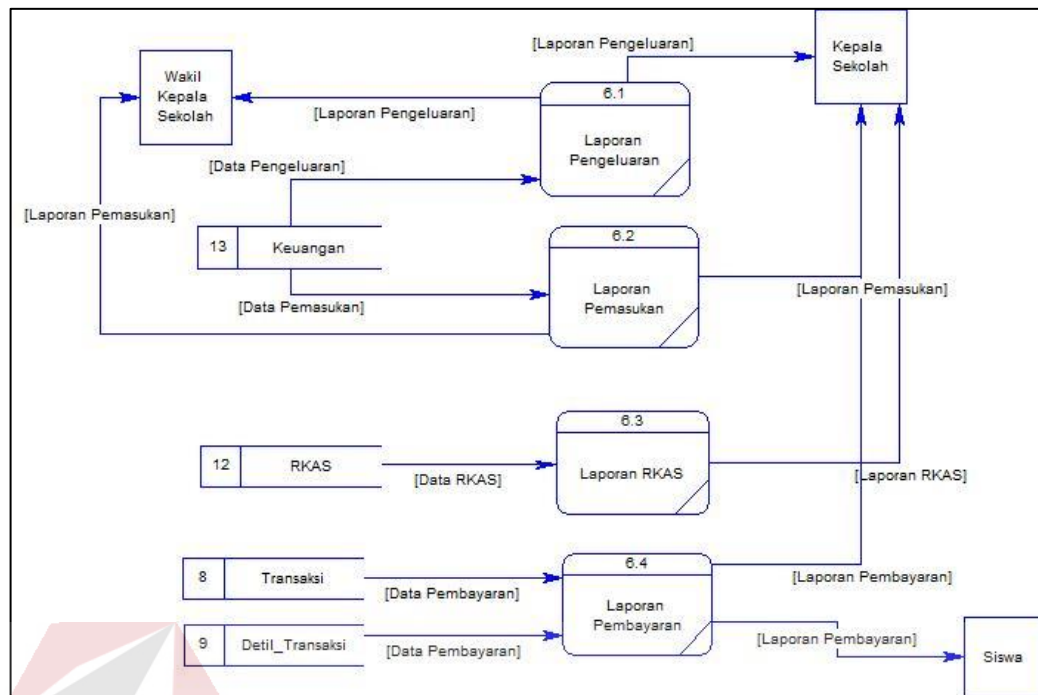 [Laporan Pengeluaran]
Kepala
Sekolah
Wakil
Kepala
Sekolah
6.1
[Laporan Pengeluaran]
Laporan
Pengeluaran
[Data Pengeluaran]
[Laporan Pemasukan]
13
Keuangan
6.2
Laporan
Pemasukan
[Laporan Pemasukan]
[Data Pemasukan]
6.3
12
RKAS
[Data RKAS]
Laporan RKAS
[Laporan RKAS]
6.4
8
Transaksi
[Data Pembayaran]
Laporan
Pembayaran
[Laporan Pembayaran]
9
Detil_Transaksi
[Data Pembayaran]
[Laporan Pembayaran]
Siswa